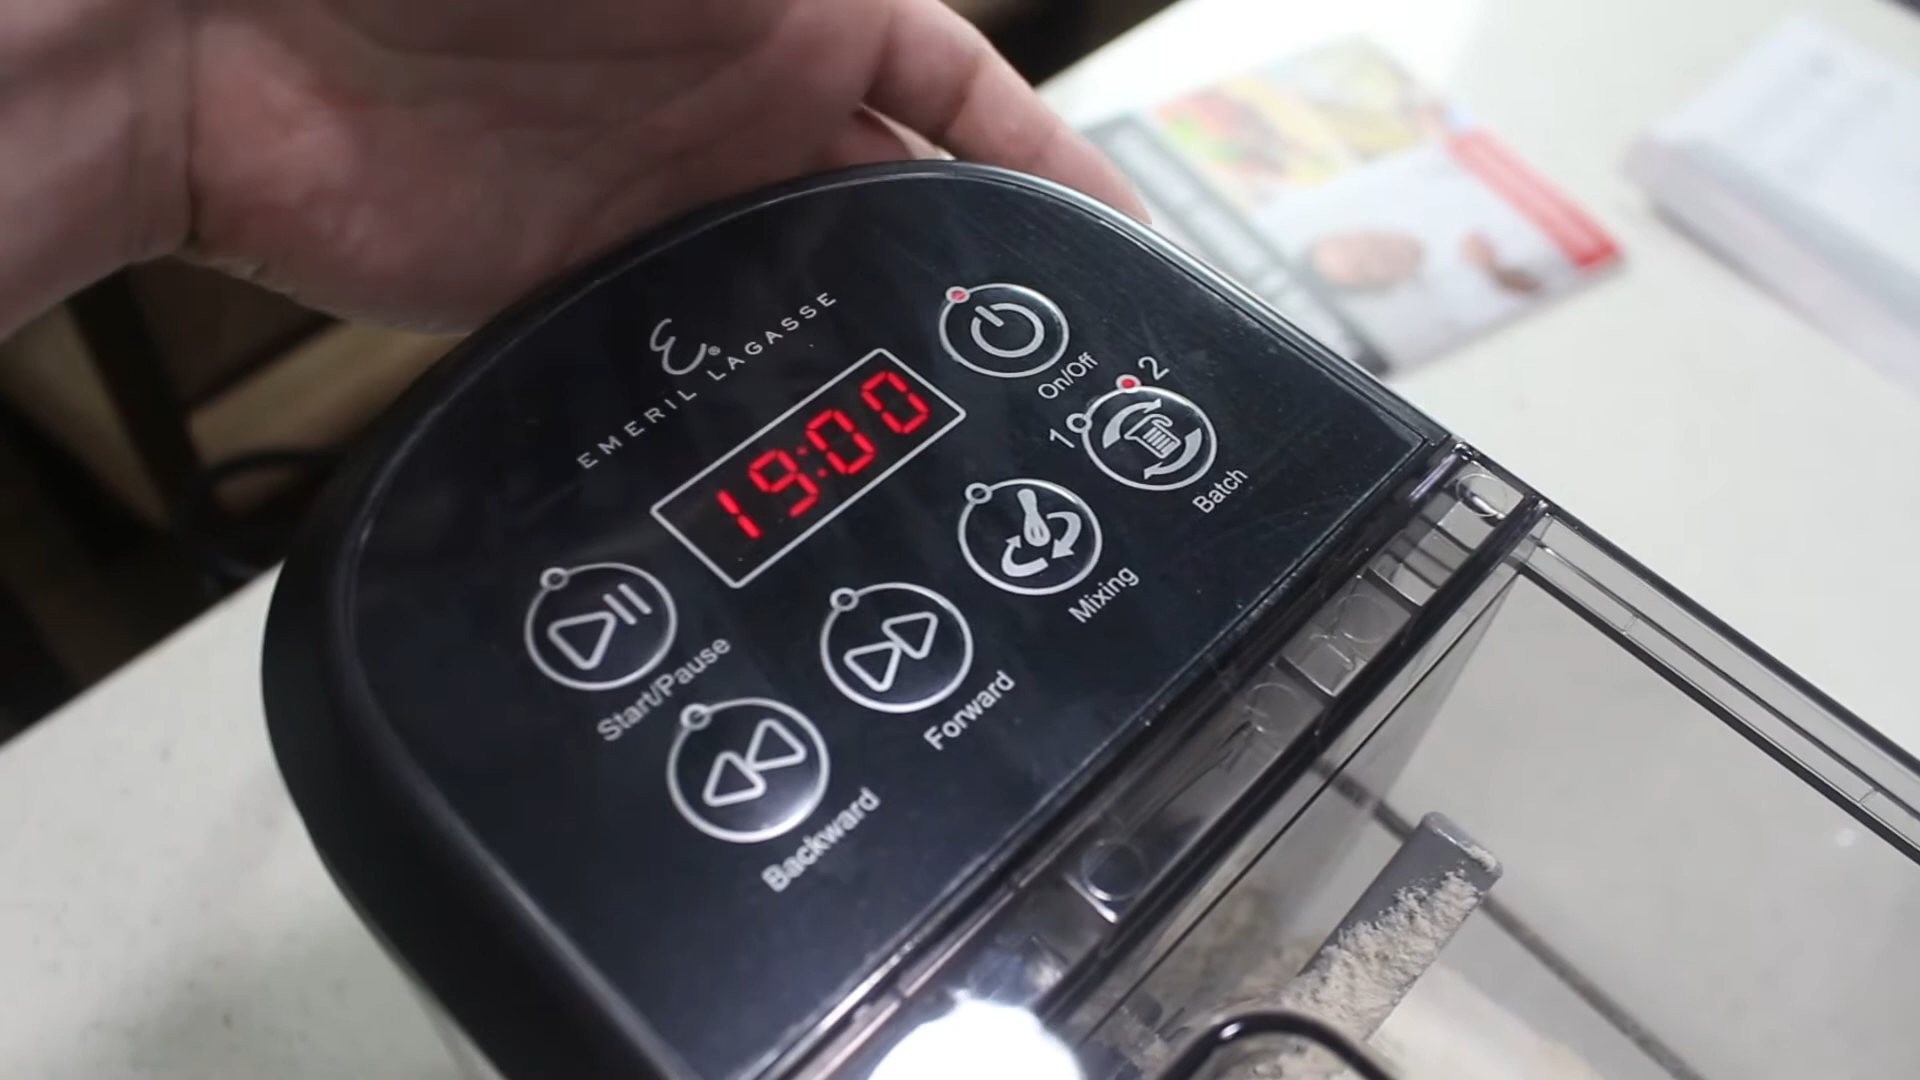 E®
EMERIL LAGASSE
19:00
On/Off
1 2
Batch
Mixing
Start/Pause
Forward
Backward